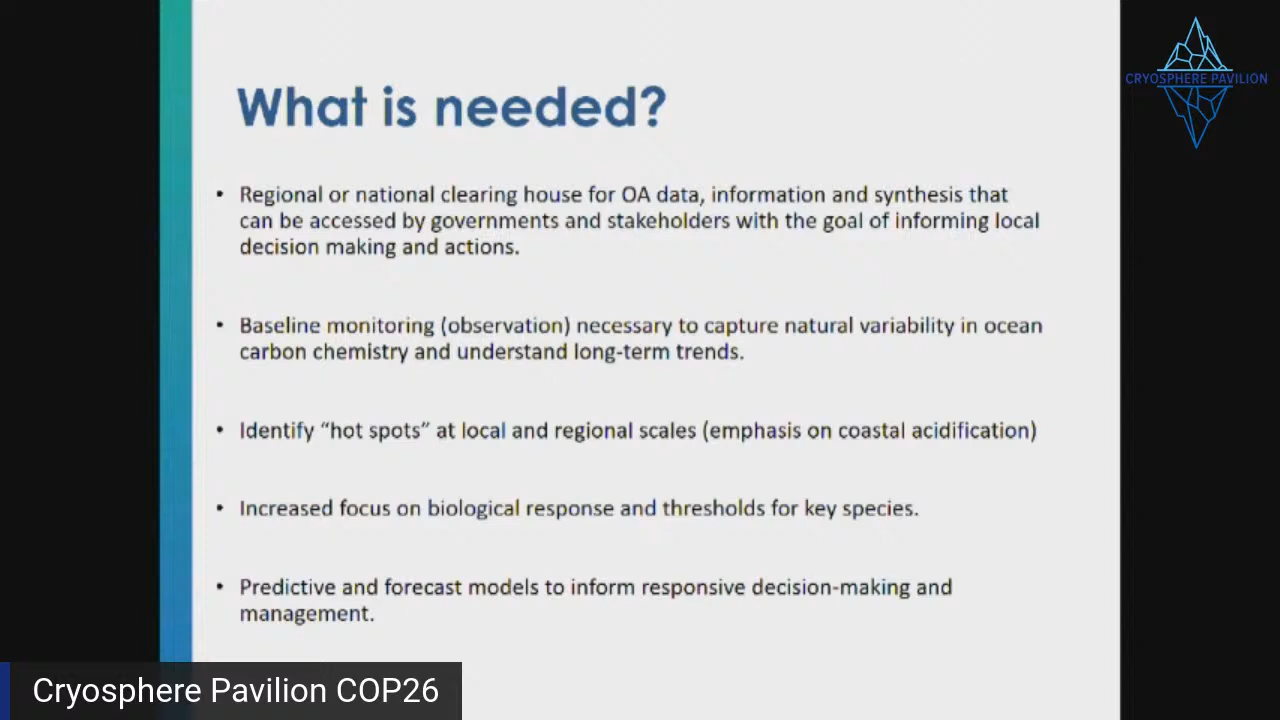 CRYOSPHERE PAVILION
What is needed?
• Regional or national clearing house for OA data, information and synthesis that
can be accessed by governments and stakeholders with the goal of informing local
decision making and actions.
• Baseline monitoring (observation) necessary to capture natural variability in ocean
carbon chemistry and understand long-term trends.
• Identify “hot spots” at local and regional scales (emphasis on coastal acidification)
• Increased focus on biological response and thresholds for key species.
• Predictive and forecast models to inform responsive decision-making and
management.
Cryosphere Pavilion COP26